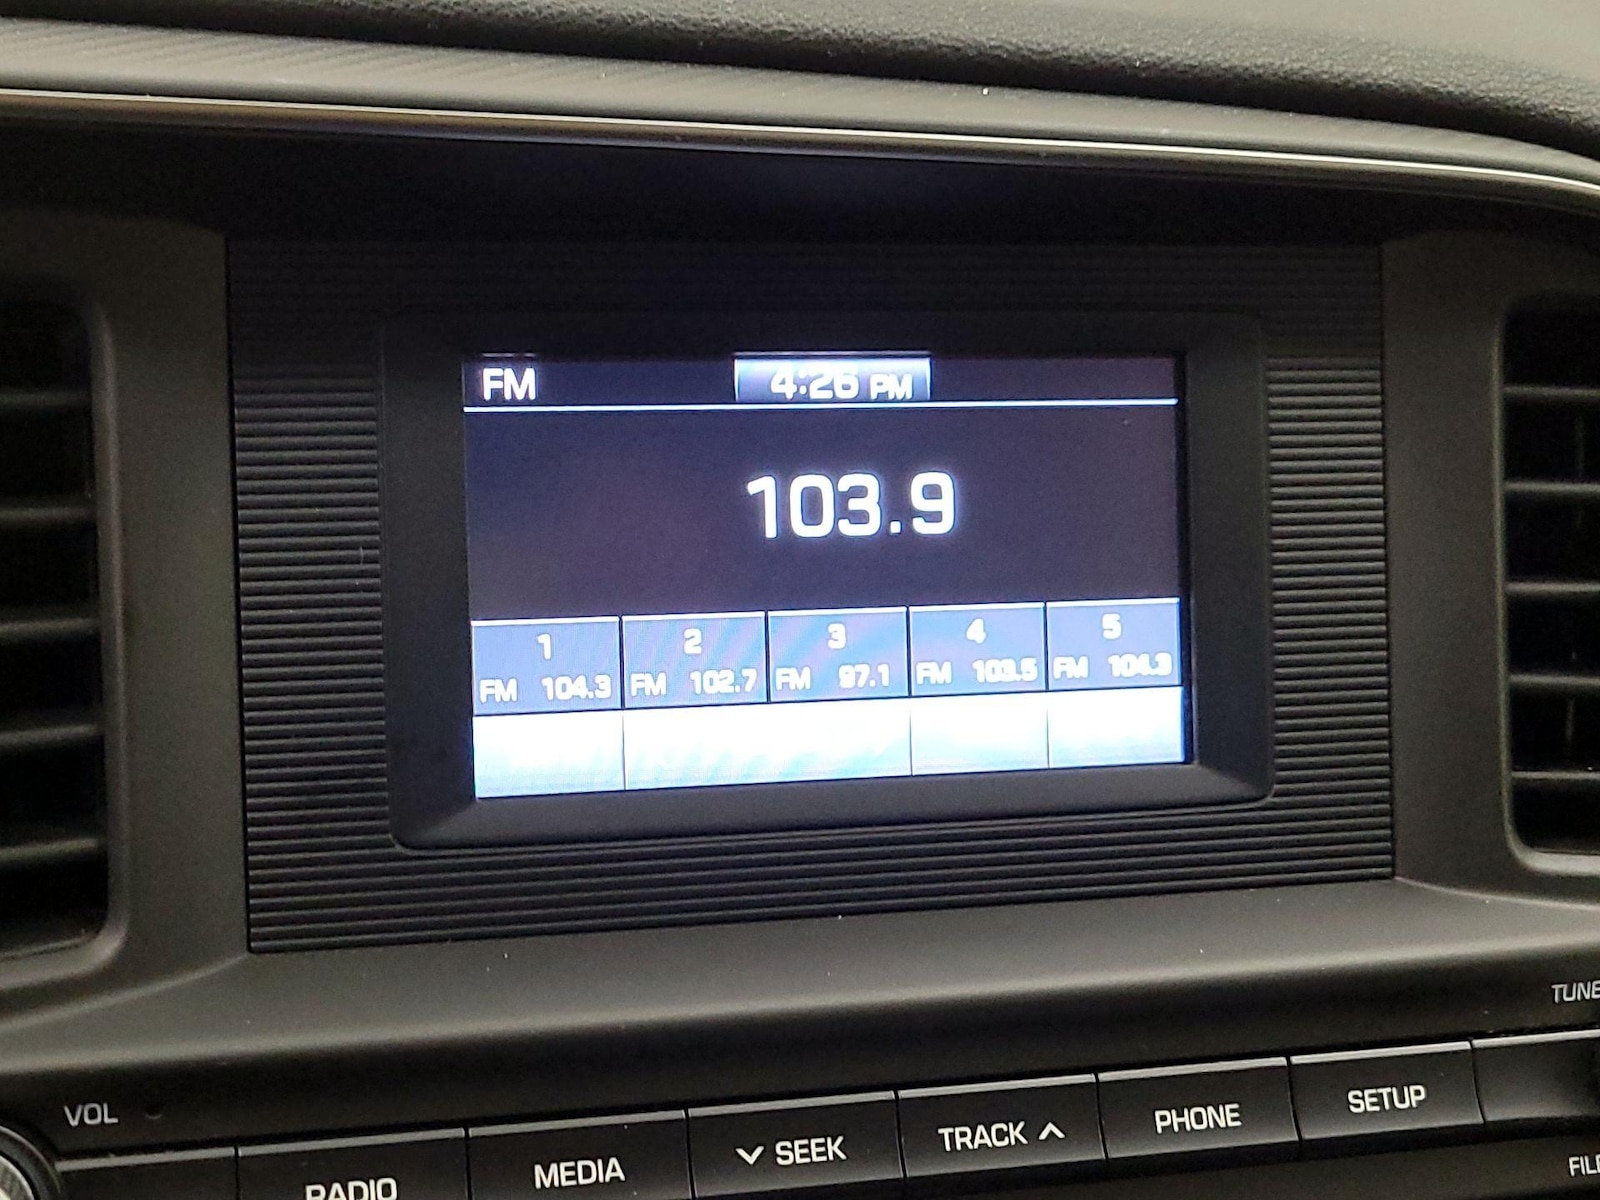 FM 4:26 PM
103.9
1 2 3 4 5
FM 104.3 FM 102.7 FM 97.1 FM 103.5 FM 104.3
TUNE
VOL
RADIO MEDIA SEEK TRACK PHONE SETUP
FILE